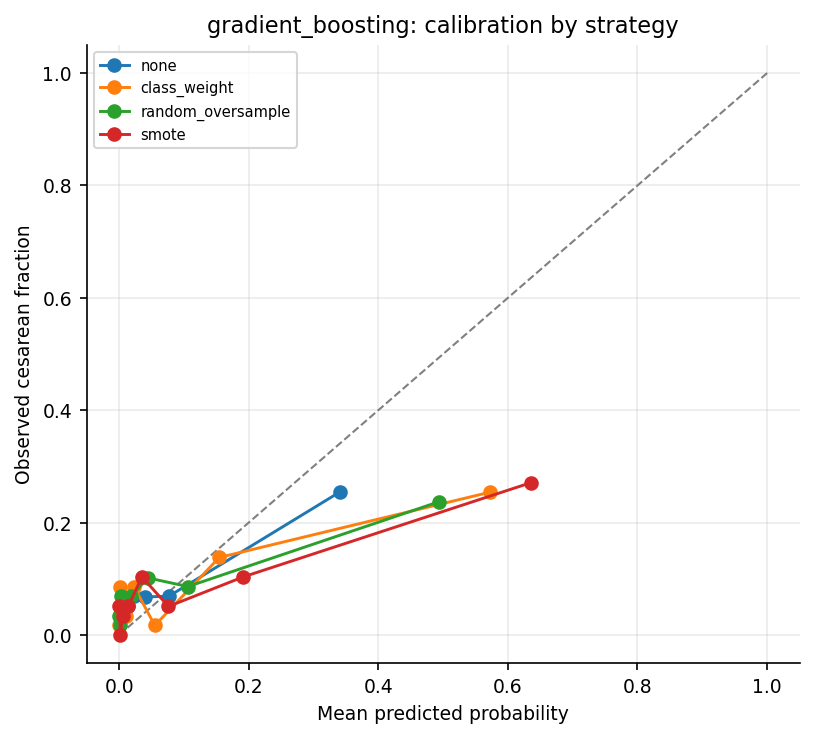 gradient_boosting: calibration by strategy
none
class_weight
random_oversample
smote
1.0
0.8
0.6
0.4
0.2
0.0
Observed cesarean fraction
0.0 0.2 0.4 0.6 0.8 1.0
Mean predicted probability